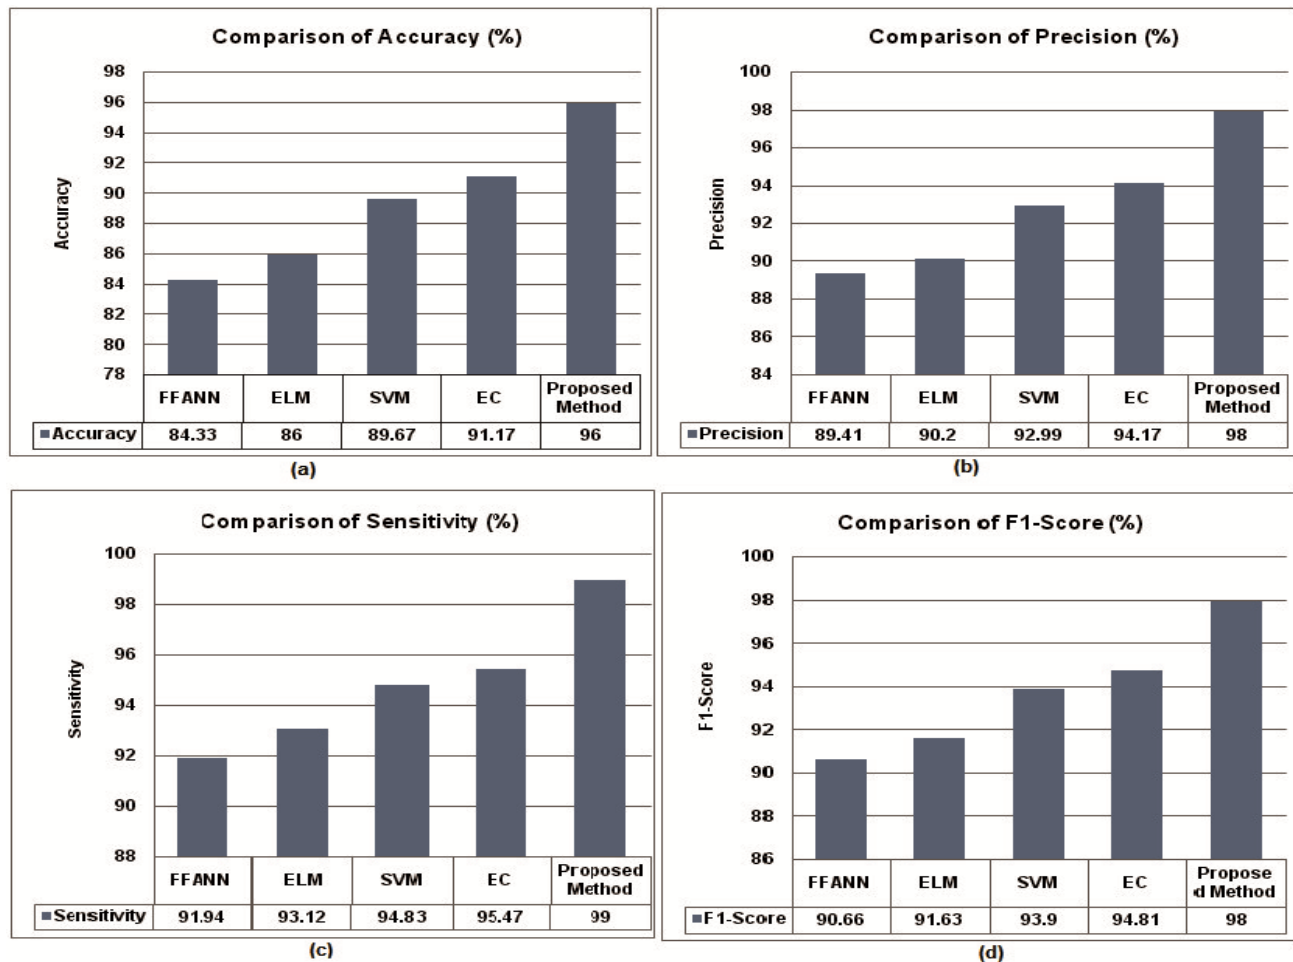 Comparison of Accuracy (%)
98
96
94
92
90
88
86
84
82
80
78
Accuracy
FFANN ELM SVM EC Proposed
Method
Accuracy 84.33 86 89.67 91.17 96
(a)
Comparison of Precision (%)
100
98
96
94
92
90
88
86
84
Precision
FFANN ELM SVM EC Proposed
Method
Precision 89.41 90.2 92.99 94.17 98
(b)
Comparison of Sensitivity (%)
100
98
96
94
92
90
88
Sensitivity
FFANN ELM SVM EC Proposed
Method
Sensitivity 91.94 93.12 94.83 95.47 99
(c)
Comparison of F1-Score (%)
100
98
96
94
92
90
88
86
F1-Score
FFANN ELM SVM EC Propose
d Method
F1-Score 90.66 91.63 93.9 94.81 98
(d)